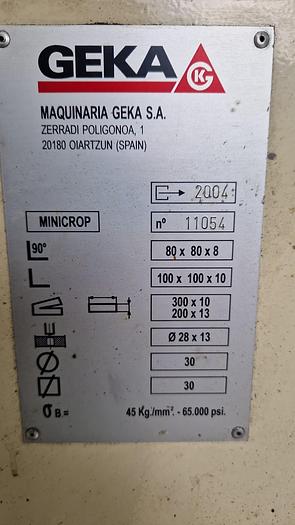 GEKA
GK
MAQUINARIA GEKA S.A.
ZERRADI POLIGONOA, 1
20180 OIARTZUN (SPAIN)
2004
MINICROP nº 11054
90° 80 x 80 x 8
100 x 100 x 10
300 x 10
200 x 13
Ø 28 x 13
30
30
σ B = 45 Kg./mm². - 65.000 psi.